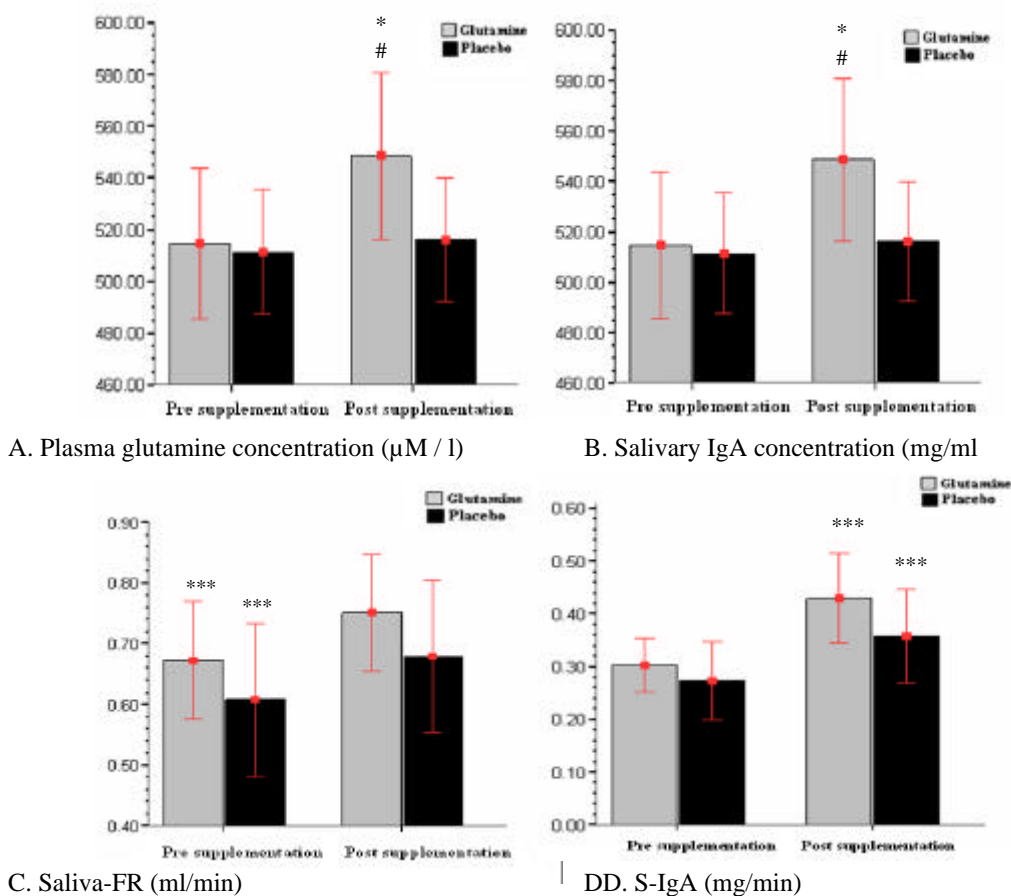 600.00
580.00
560.00
540.00
520.00
500.00
480.00
460.00
*
#
Glutamine
Placebo
Pre supplementation Post supplementation
A. Plasma glutamine concentration (µM / l)
600.00
580.00
560.00
540.00
520.00
500.00
480.00
460.00
*
#
Glutamine
Placebo
Pre supplementation Post supplementation
B. Salivary IgA concentration (mg/ml
0.90
0.80
0.70
0.60
0.50
0.40
Glutamine
Placebo
***
***
Pre supplementation Post supplementation
C. Saliva-FR (ml/min)
0.60
0.50
0.40
0.30
0.20
0.10
0.00
Glutamine
Placebo
***
***
Pre supplementation Post supplementation
DD. S-IgA (mg/min)